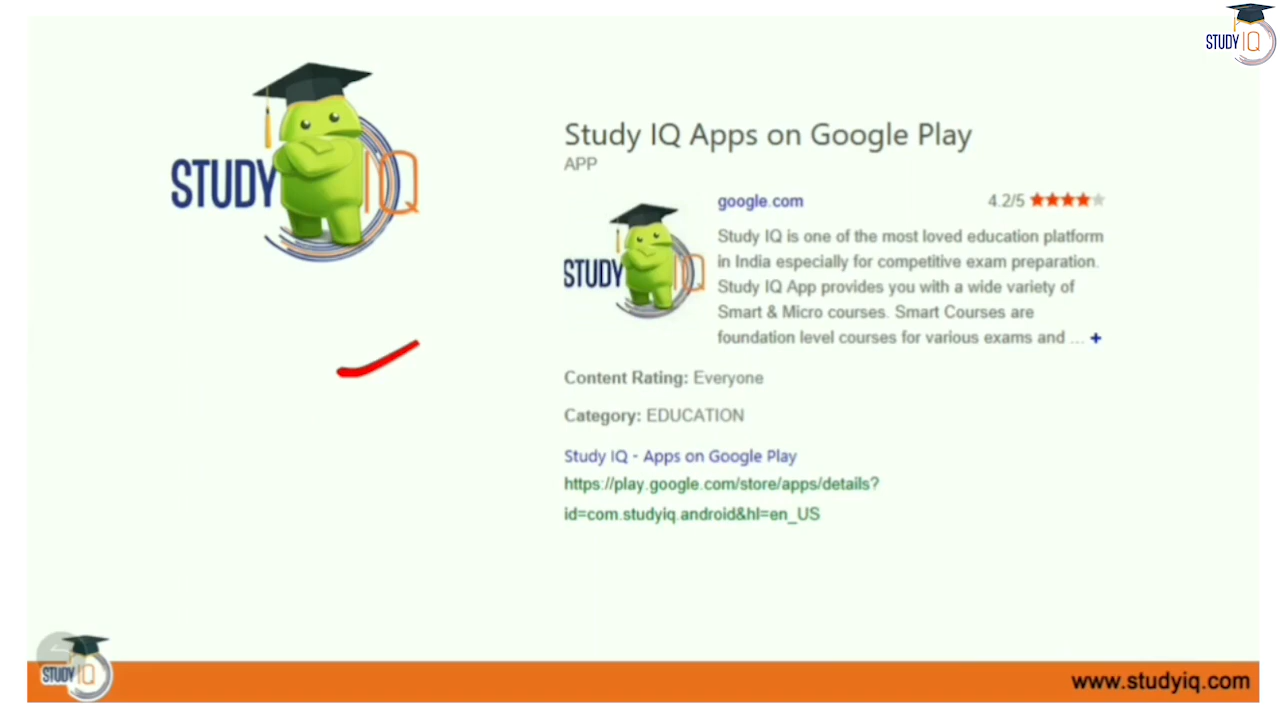 STUDY IQ
STUDY IQ
Study IQ Apps on Google Play
APP
google.com 4.2/5
STUDY IQ
Study IQ is one of the most loved education platform
in India especially for competitive exam preparation.
Study IQ App provides you with a wide variety of
Smart & Micro courses. Smart Courses are
foundation level courses for various exams and ... +
Content Rating: Everyone
Category: EDUCATION
Study IQ - Apps on Google Play
https://play.google.com/store/apps/details?
id=com.studyiq.android&hl=en_US
STUDY IQ
www.studyiq.com